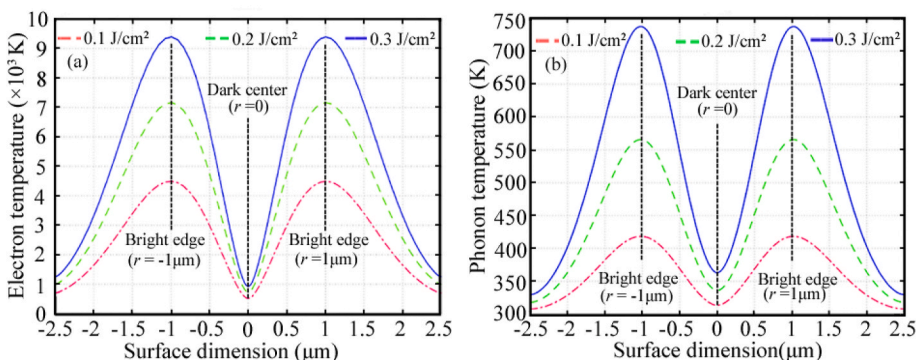 0.1 J/cm² 0.2 J/cm² 0.3 J/cm²
(a)
Dark center
(r=0)
Bright edge
(r = -1μm)
Bright edge
(r = 1μm)
Electron temperature (×10³ K)
10
9
8
7
6
5
4
3
2
1
0
-2.5 -2 -1.5 -1 -0.5 0 0.5 1 1.5 2 2.5
Surface dimension (μm)
0.1 J/cm² 0.2 J/cm² 0.3 J/cm²
(b)
Dark center
(r=0)
Bright edge
(r = -1μm)
Bright edge
(r = 1μm)
Phonon temperature (K)
750
700
650
600
550
500
450
400
350
300
-2.5 -2 -1.5 -1 -0.5 0 0.5 1 1.5 2 2.5
Surface dimension(μm)